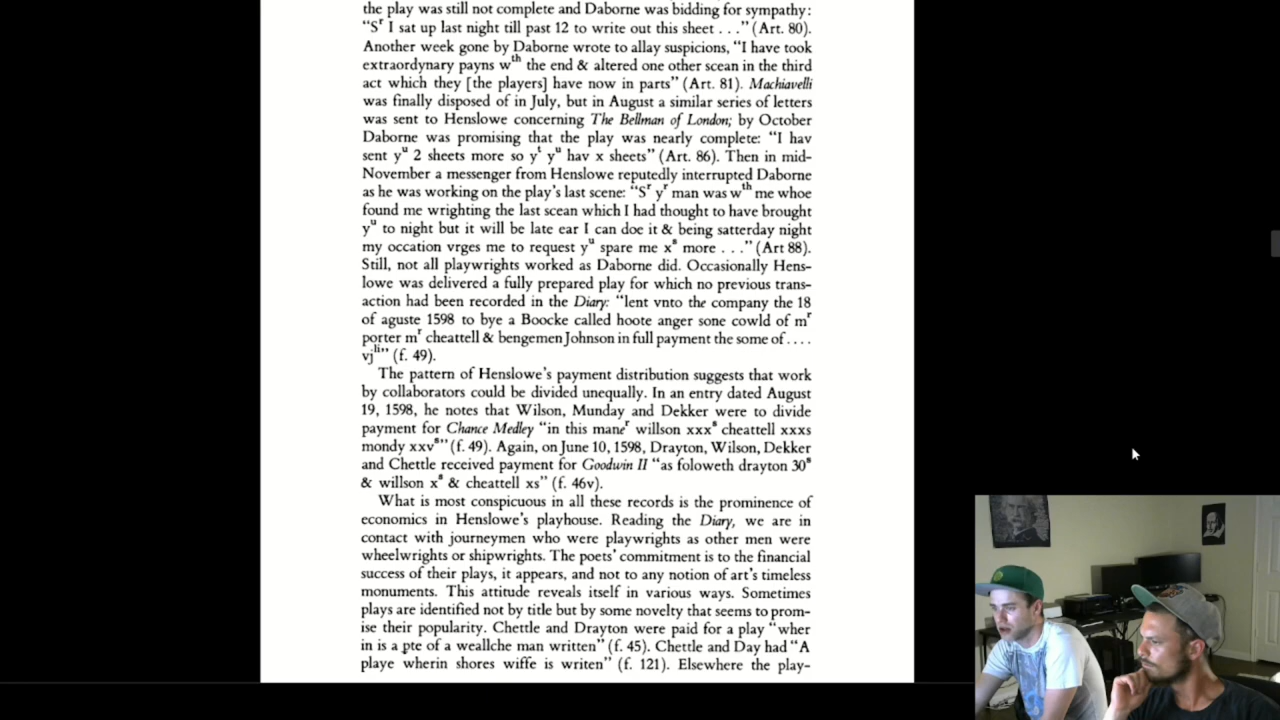 the play was still not complete and Daborne was bidding for sympathy:
“Sʳ I sat up last night till past 12 to write out this sheet . . .” (Art. 80).
Another week gone by Daborne wrote to allay suspicions, “I have took
extraordynary payns wᵗʰ the end & altered one other scean in the third
act which they [the players] have now in parts” (Art. 81). Machiavelli
was finally disposed of in July, but in August a similar series of letters
was sent to Henslowe concerning The Bellman of London; by October
Daborne was promising that the play was nearly complete: “I hav
sent yᵘ 2 sheets more so yᵗ yᵘ hav x sheets” (Art. 86). Then in mid-
November a messenger from Henslowe reputedly interrupted Daborne
as he was working on the play’s last scene: “Sʳ yʳ man was wᵗʰ me whoe
found me wrighting the last scean which I had thought to have brought
yᵘ to night but it will be late ear I can doe it & being satterday night
my occation vrges me to request yᵘ spare me xˢ more . . .” (Art 88).
Still, not all playwrights worked as Daborne did. Occasionally Hens-
lowe was delivered a fully prepared play for which no previous trans-
action had been recorded in the Diary: “lent vnto the company the 18
of aguste 1598 to bye a Boocke called hoote anger sone cowld of mʳ
porter mʳ cheattell & bengemen Johnson in full payment the some of . . . .
vjˡⁱ” (f. 49).
The pattern of Henslowe’s payment distribution suggests that work
by collaborators could be divided unequally. In an entry dated August
19, 1598, he notes that Wilson, Munday and Dekker were to divide
payment for Chance Medley “in this maneʳ willson xxxˢ cheattell xxxs
mondy xxvˢ” (f. 49). Again, on June 10, 1598, Drayton, Wilson, Dekker
and Chettle received payment for Goodwin II “as foloweth drayton 30ˢ
& willson xˢ & cheattell xs” (f. 46v).
What is most conspicuous in all these records is the prominence of
economics in Henslowe’s playhouse. Reading the Diary, we are in
contact with journeymen who were playwrights as other men were
wheelwrights or shipwrights. The poets’ commitment is to the financial
success of their plays, it appears, and not to any notion of art’s timeless
monuments. This attitude reveals itself in various ways. Sometimes
plays are identified not by title but by some novelty that seems to prom-
ise their popularity. Chettle and Drayton were paid for a play “wher
in is a pte of a weallche man written” (f. 45). Chettle and Day had “A
playe wherin shores wiffe is writen” (f. 121). Elsewhere the play-